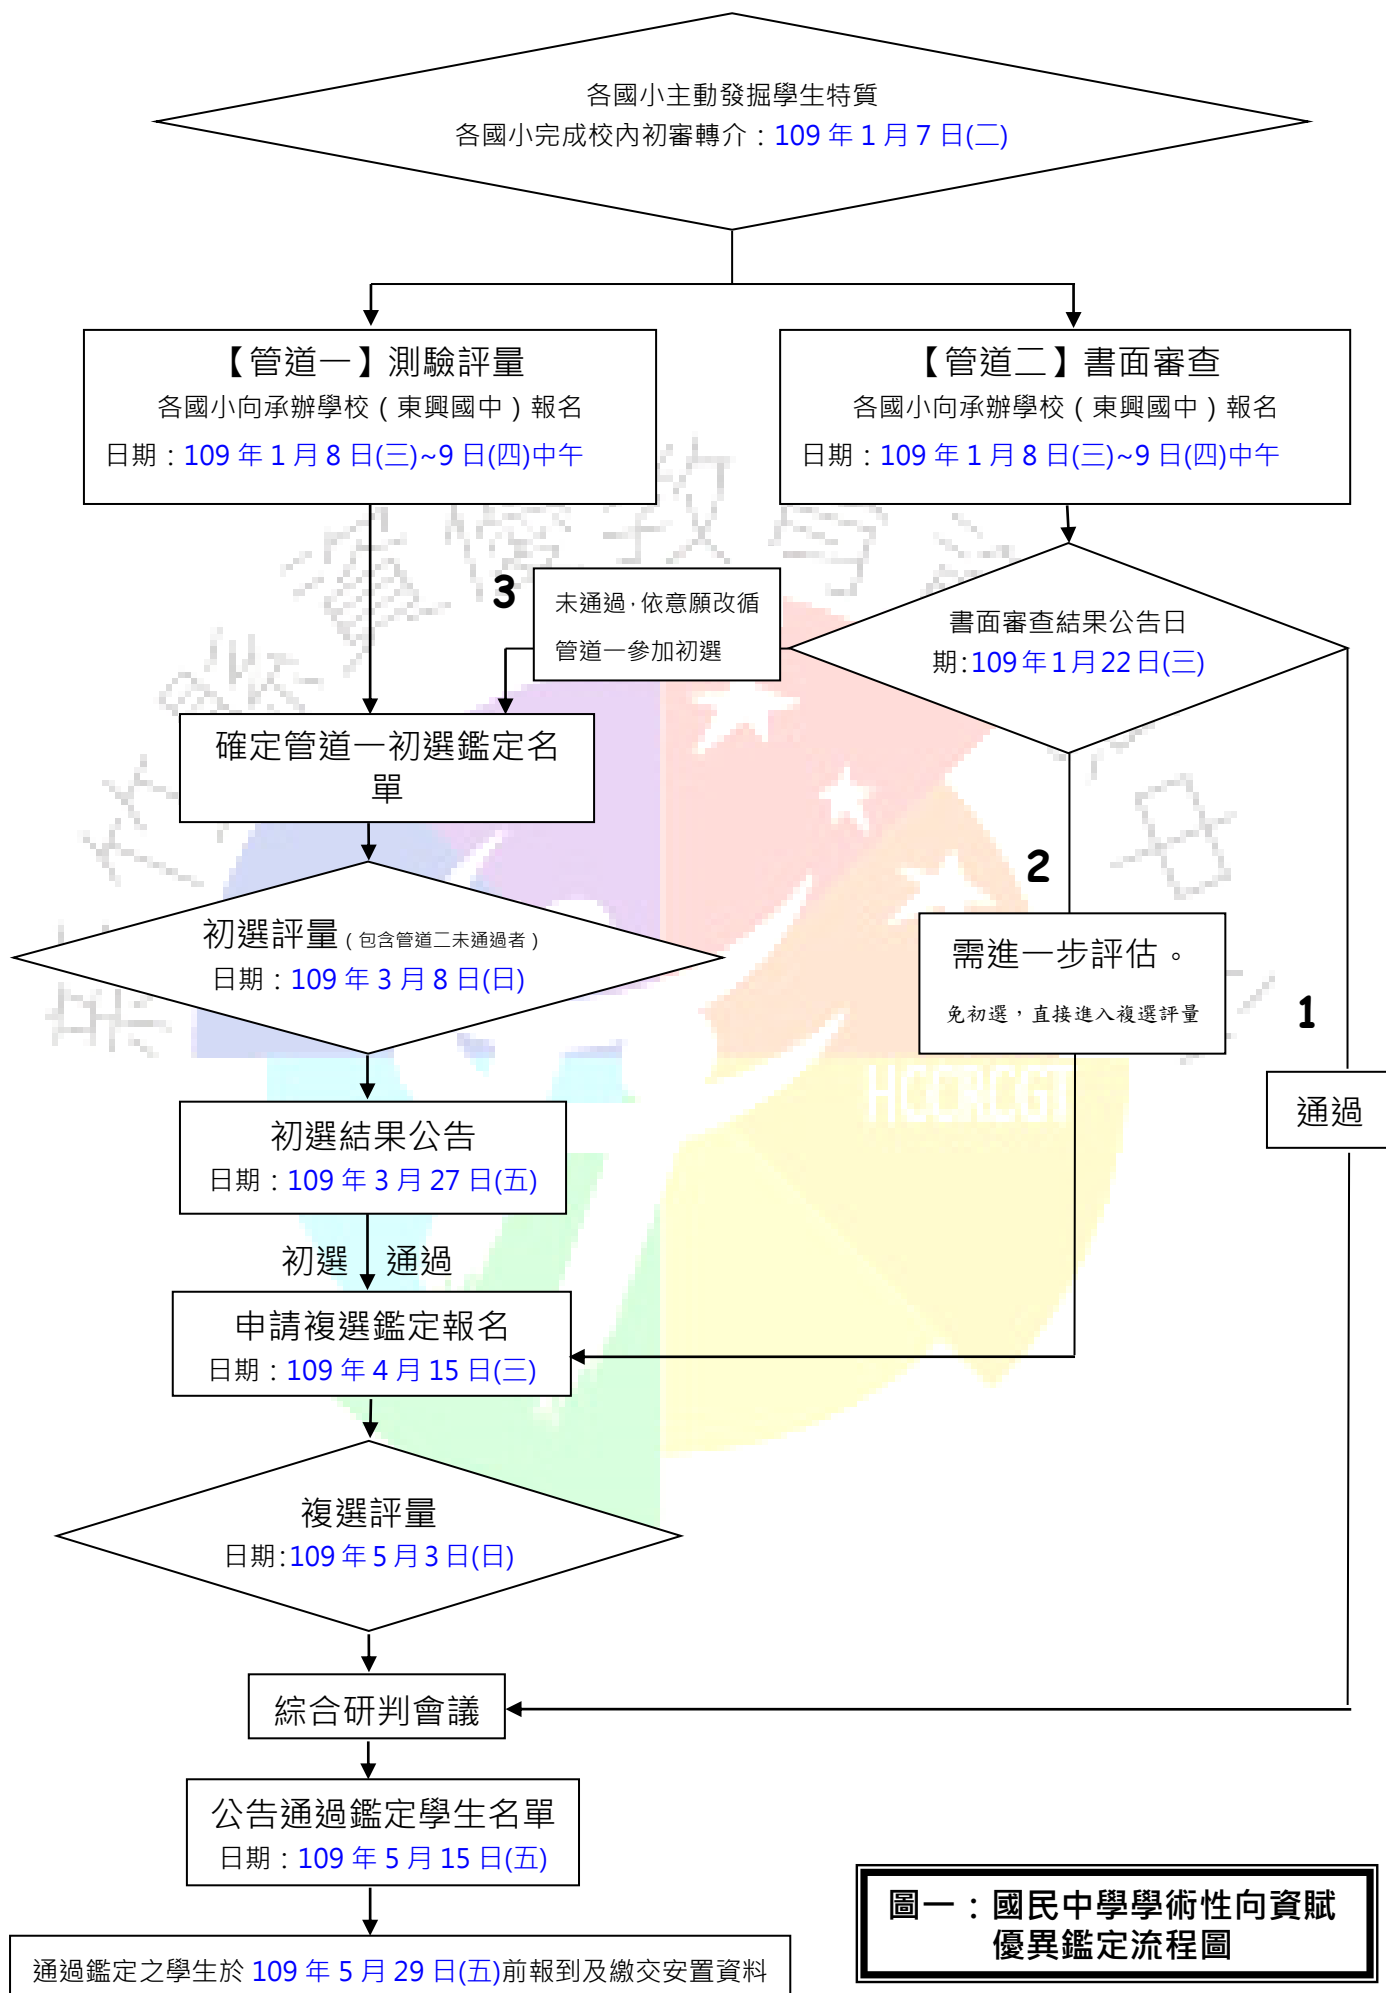 各國小主動發掘學生特質
各國小完成校內初審轉介：109 年 1 月 7 日(二)
【管道一】測驗評量
各國小向承辦學校（東興國中）報名
日期：109 年 1 月 8 日(三)~9 日(四)中午
【管道二】書面審查
各國小向承辦學校（東興國中）報名
日期：109 年 1 月 8 日(三)~9 日(四)中午
3
未通過，依意願改循
管道一參加初選
書面審查結果公告日
期：109 年 1 月 22 日(三)
確定管道一初選鑑定名
單
2
初選評量（包含管道二未通過者）
日期：109 年 3 月 8 日(日)
需進一步評估。
免初選，直接進入複選評量
1
HCCRCGT
通過
初選結果公告
日期：109 年 3 月 27 日(五)
初選 通過
申請複選鑑定報名
日期：109 年 4 月 15 日(三)
複選評量
日期：109 年 5 月 3 日(日)
綜合研判會議
公告通過鑑定學生名單
日期：109 年 5 月 15 日(五)
圖一：國民中學學術性向資賦
優異鑑定流程圖
通過鑑定之學生於 109 年 5 月 29 日(五)前報到及繳交安置資料